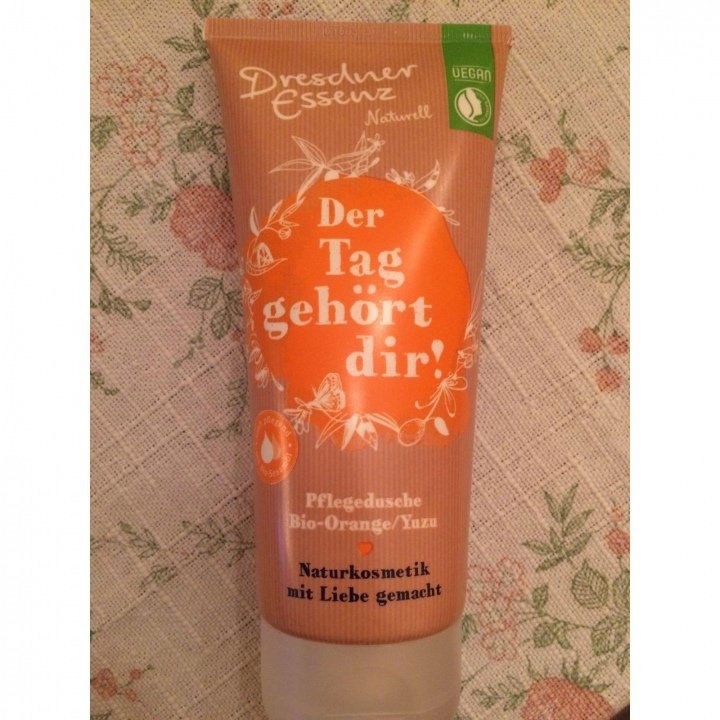 Dresdner
Essenz
Naturell
VEGAN
Der
Tag
gehört
dir!
Pflegedusche
Bio-Orange/Yuzu
Naturkosmetik
mit Liebe gemacht